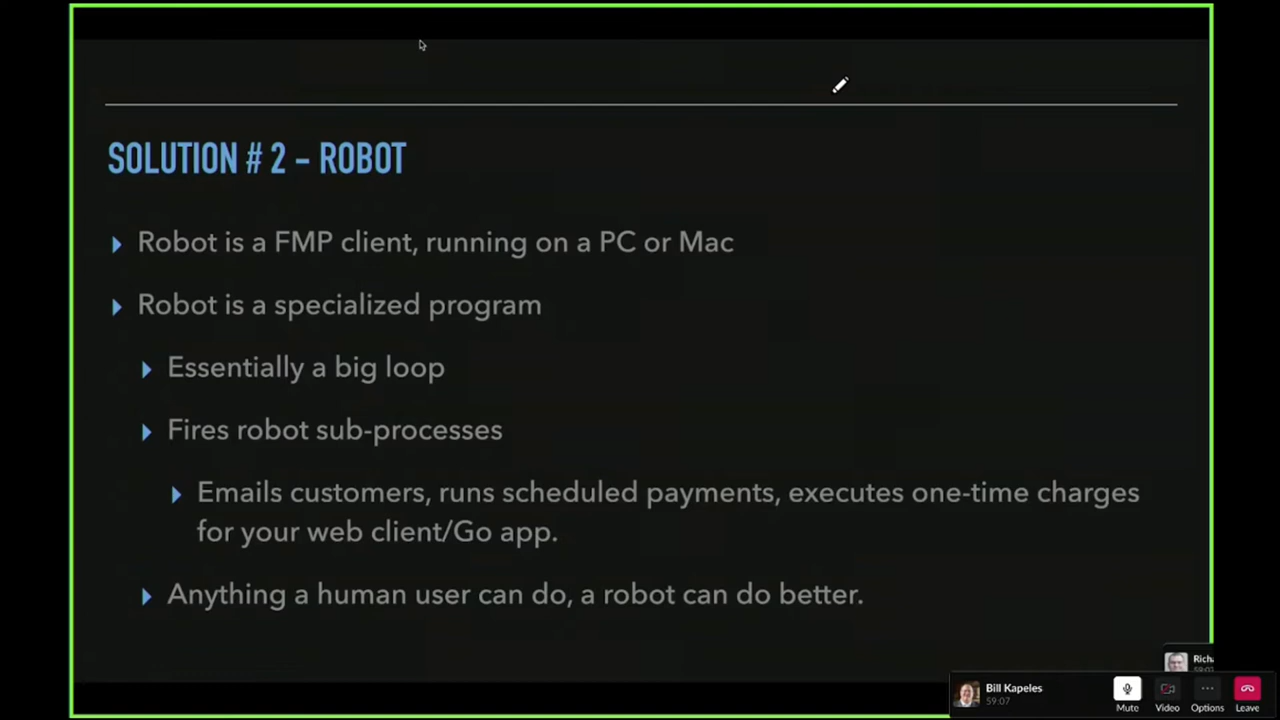 SOLUTION # 2 – ROBOT
Robot is a FMP client, running on a PC or Mac
Robot is a specialized program
Essentially a big loop
Fires robot sub-processes
Emails customers, runs scheduled payments, executes one-time charges
for your web client/Go app.
Anything a human user can do, a robot can do better.
Bill Kapeles
59:07
Mute Video Options Leave